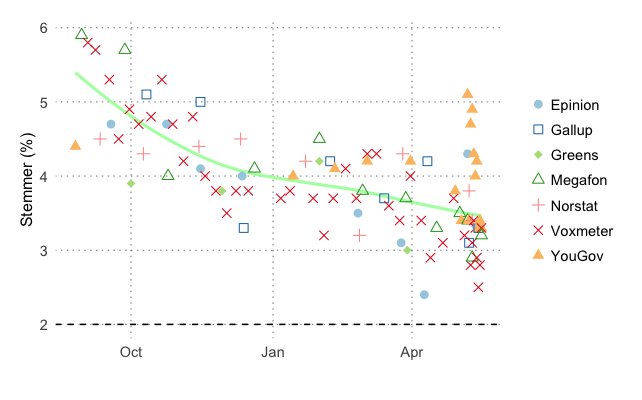 Stemmer (%)
6
5
4
3
2
Oct
Jan
Apr
Epinion
Gallup
Greens
Megafon
Norstat
Voxmeter
YouGov